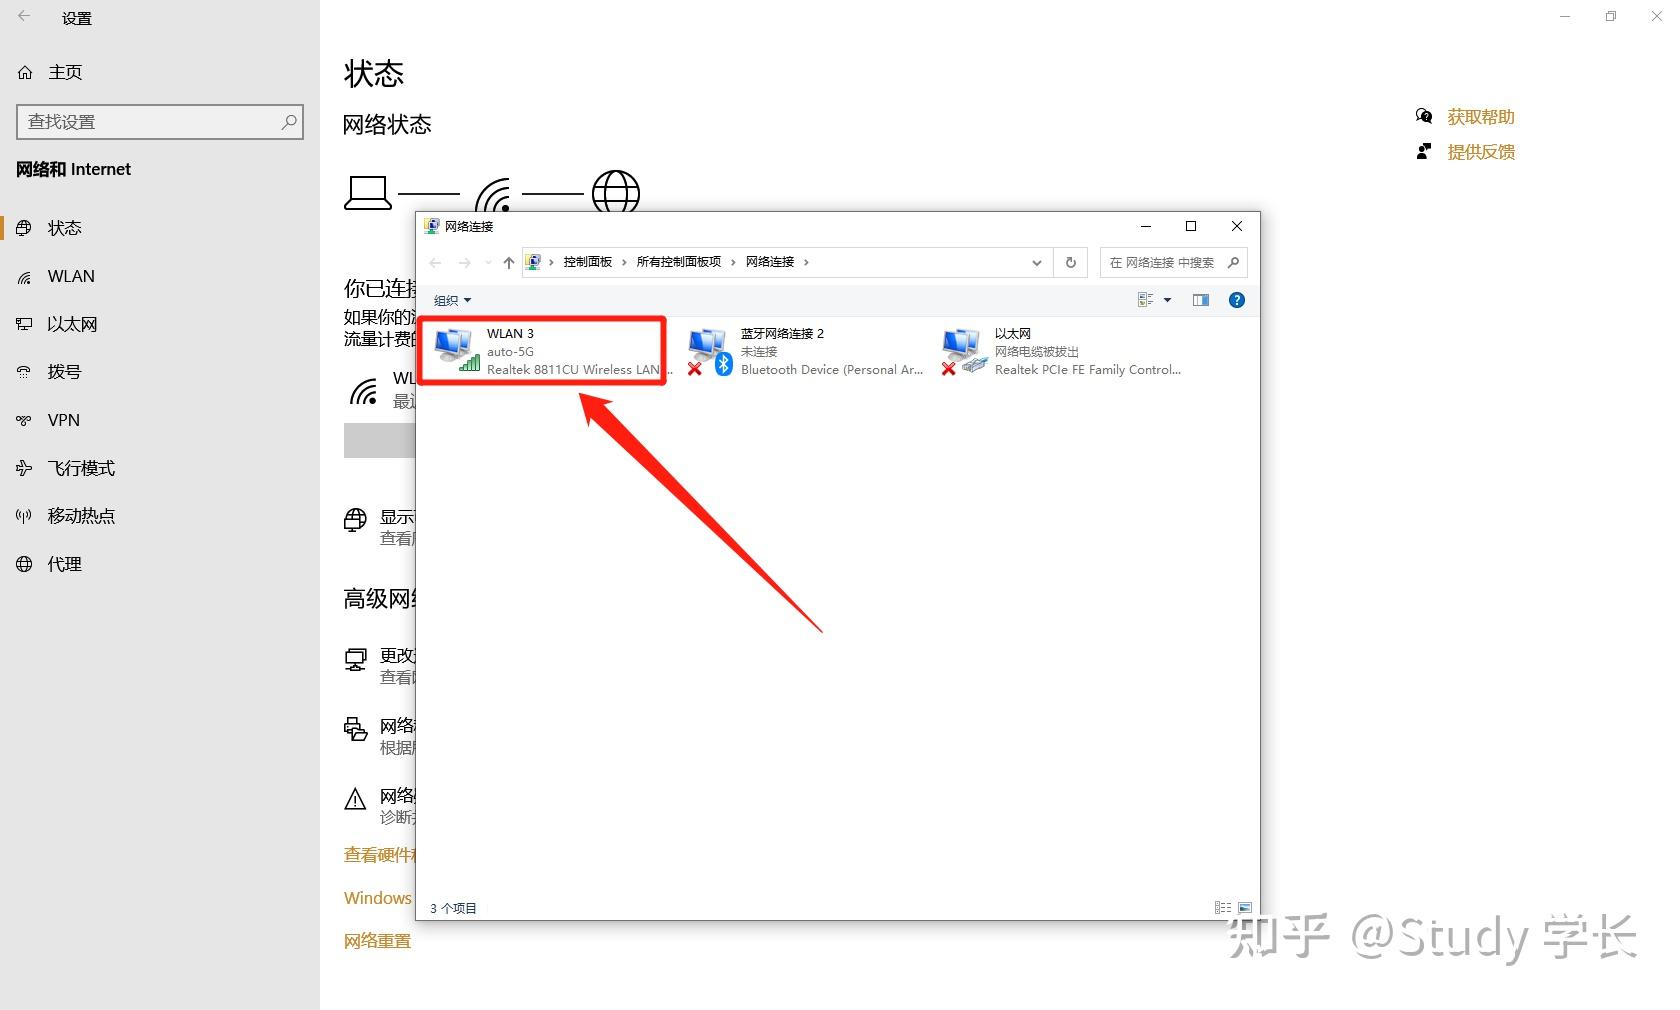 设置
主页
查找设置
网络和 Internet
状态
WLAN
以太网
拨号
VPN
飞行模式
移动热点
代理
状态
网络状态
获取帮助
提供反馈
你已连接
如果你的
流量计费
WL
最近
显示
查看
高级网络
更改
查看
网络
根据
网络
诊断
查看硬件
Windows
网络重置
网络连接
控制面板 › 所有控制面板项 › 网络连接 ›
在 网络连接 中搜索
组织
WLAN 3
auto-5G
Realtek 8811CU Wireless LAN ...
蓝牙网络连接 2
未连接
Bluetooth Device (Personal Ar...
以太网
网络电缆被拔出
Realtek PCIe FE Family Control...
3 个项目
知乎 @Study 学长